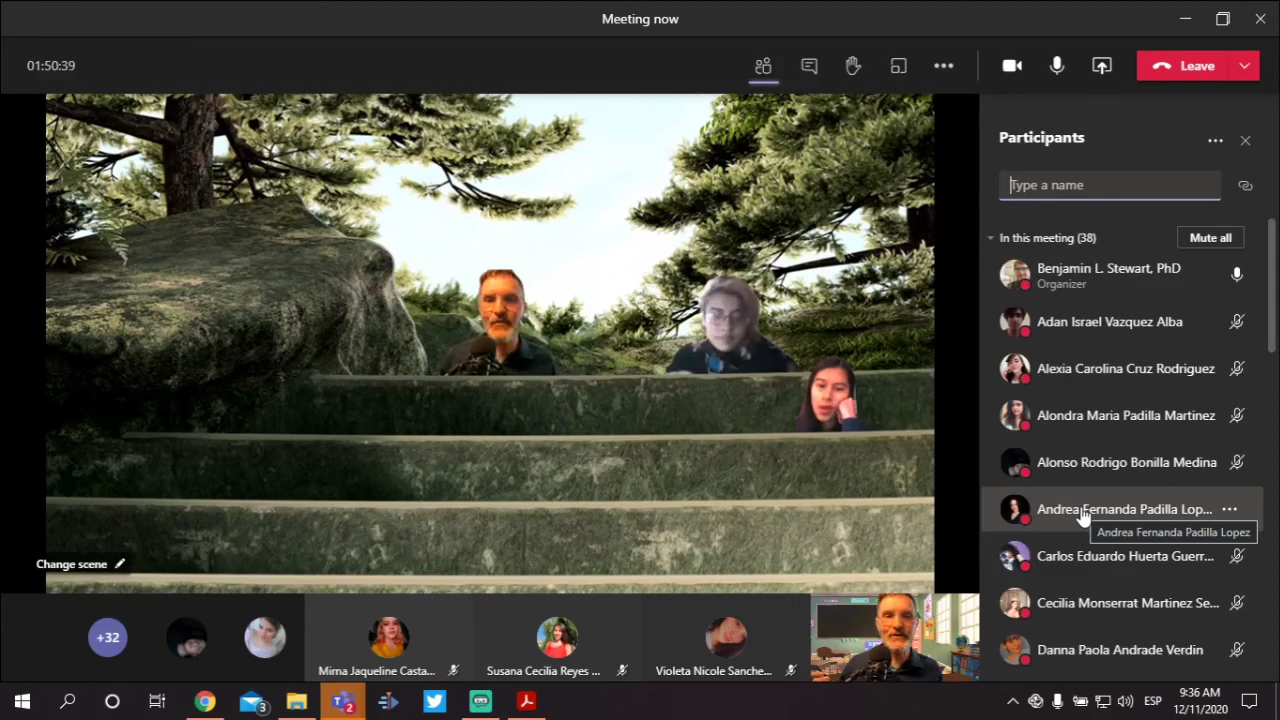 Meeting now
01:50:39
Leave
Participants
Type a name
In this meeting (38)
Mute all
Benjamin L. Stewart, PhD
Organizer
Adan Israel Vazquez Alba
Alexia Carolina Cruz Rodriguez
Alondra Maria Padilla Martinez
Alonso Rodrigo Bonilla Medina
Andrea Fernanda Padilla Lop...
Andrea Fernanda Padilla Lopez
Carlos Eduardo Huerta Guerr...
Cecilia Monserrat Martinez Se...
Danna Paola Andrade Verdin
Change scene
+32
Mirna Jaqueline Casta...
Susana Cecilia Reyes ...
Violeta Nicole Sanche...
3
2
ESP
9:36 AM
12/11/2020